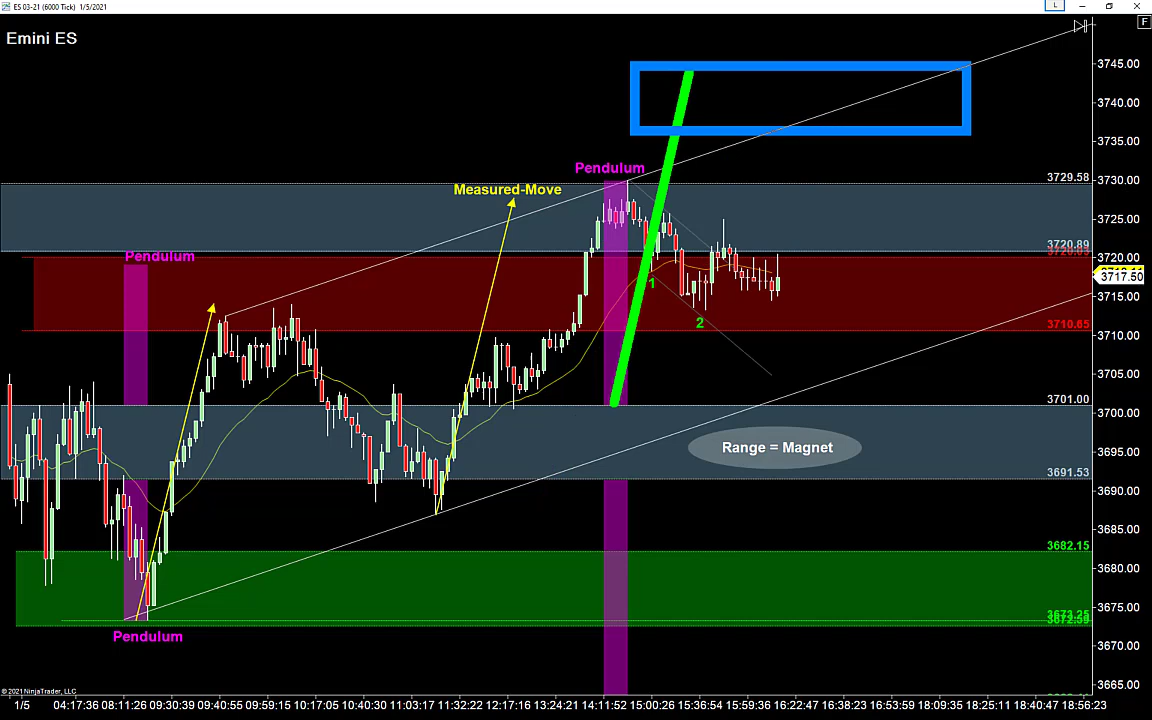 ES 03-21 (6000 Tick) 1/5/2021
L
F
Emini ES
3745.00
3740.00
3735.00
Pendulum
3729.58
3730.00
Measured-Move
3725.00
3720.89
3720.03
Pendulum
3720.00
3717.50
1
3715.00
2
3710.65
3710.00
3705.00
3701.00
3700.00
Range = Magnet
3695.00
3691.53
3690.00
3685.00
3682.15
3680.00
3675.00
3673.25
3672.59
Pendulum
3670.00
3665.00
© 2021 NinjaTrader, LLC
1/5 04:17:36 08:11:26 09:30:39 09:40:55 09:59:15 10:17:05 10:40:30 11:03:17 11:32:22 12:17:16 13:24:21 14:11:52 15:00:26 15:36:54 15:59:36 16:22:47 16:53:59 18:09:35 18:25:11 18:40:47 18:56:23